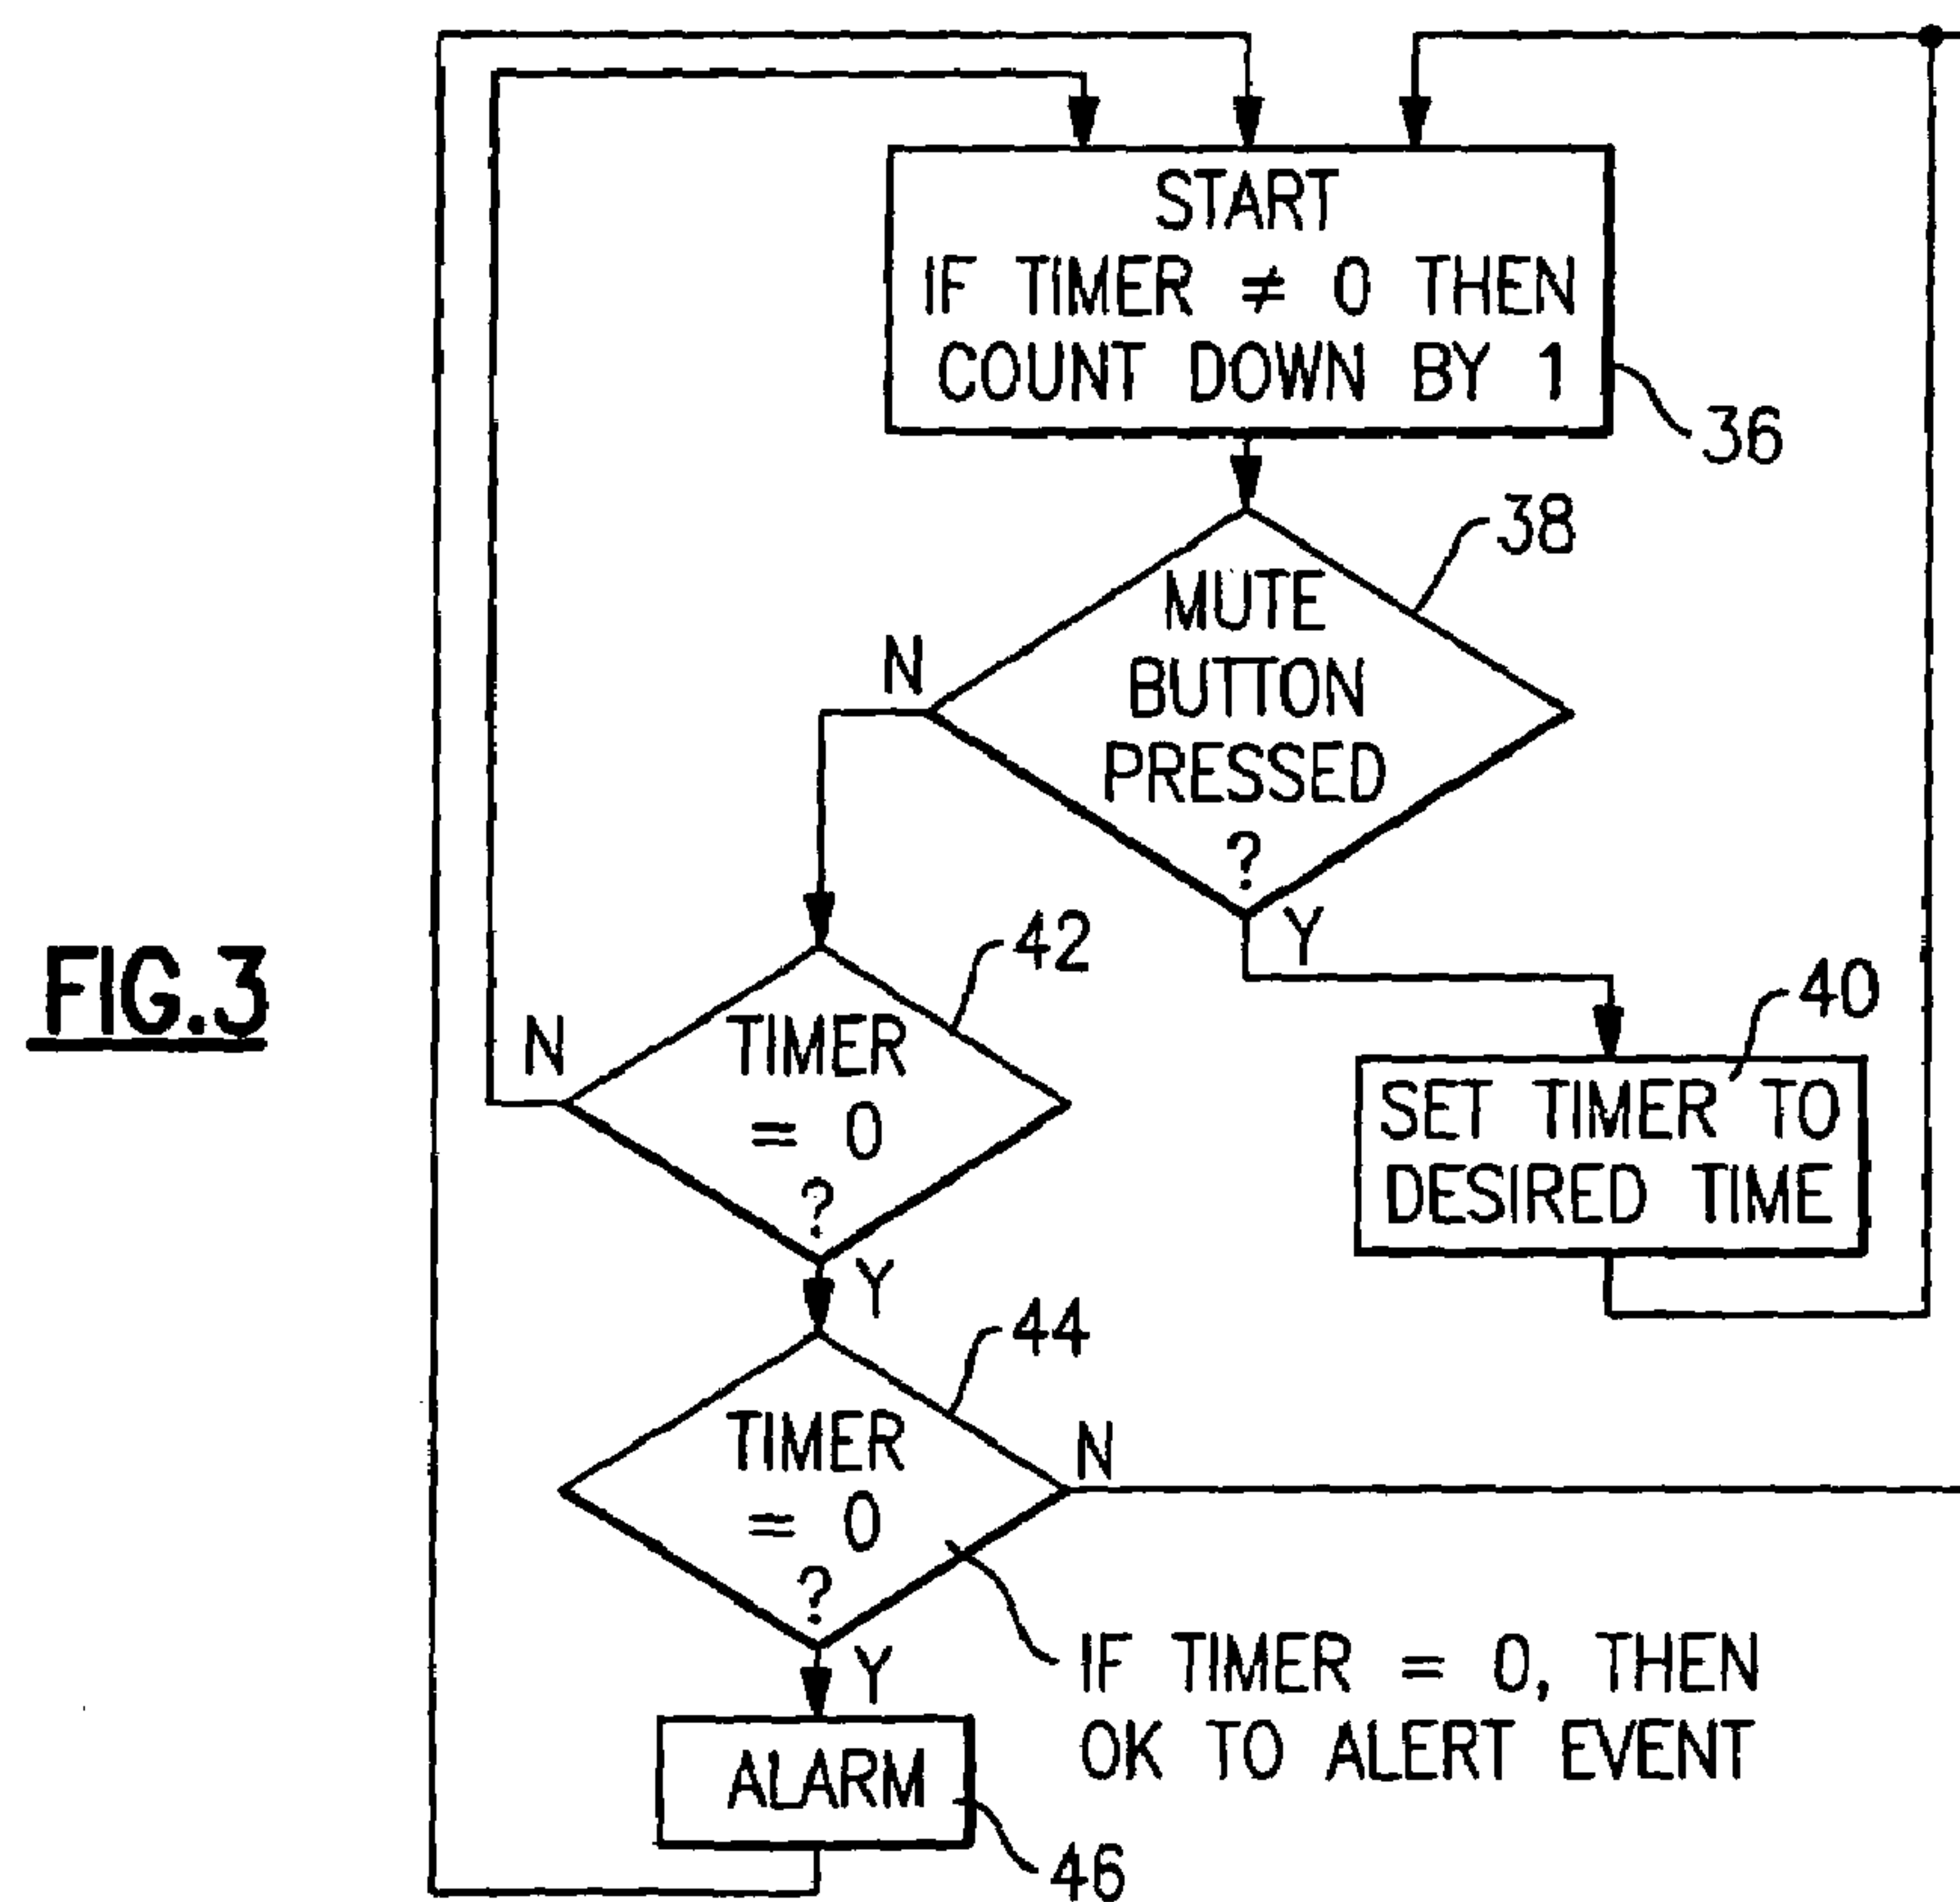 START
IF TIMER ≠ 0 THEN
COUNT DOWN BY 1
36
38
MUTE
BUTTON
PRESSED
?
N
Y
42
40
FIG.3
TIMER
= 0
?
N
Y
SET TIMER TO
DESIRED TIME
44
TIMER
= 0
?
N
Y
IF TIMER = 0, THEN
OK TO ALERT EVENT
ALARM
46